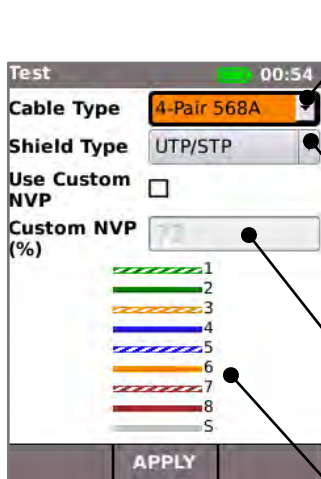 Test 00:54
Cable Type 4-Pair 568A
Shield Type UTP/STP
Use Custom
NVP
Custom NVP
(%)
1
2
3
4
5
6
7
8
S
APPLY